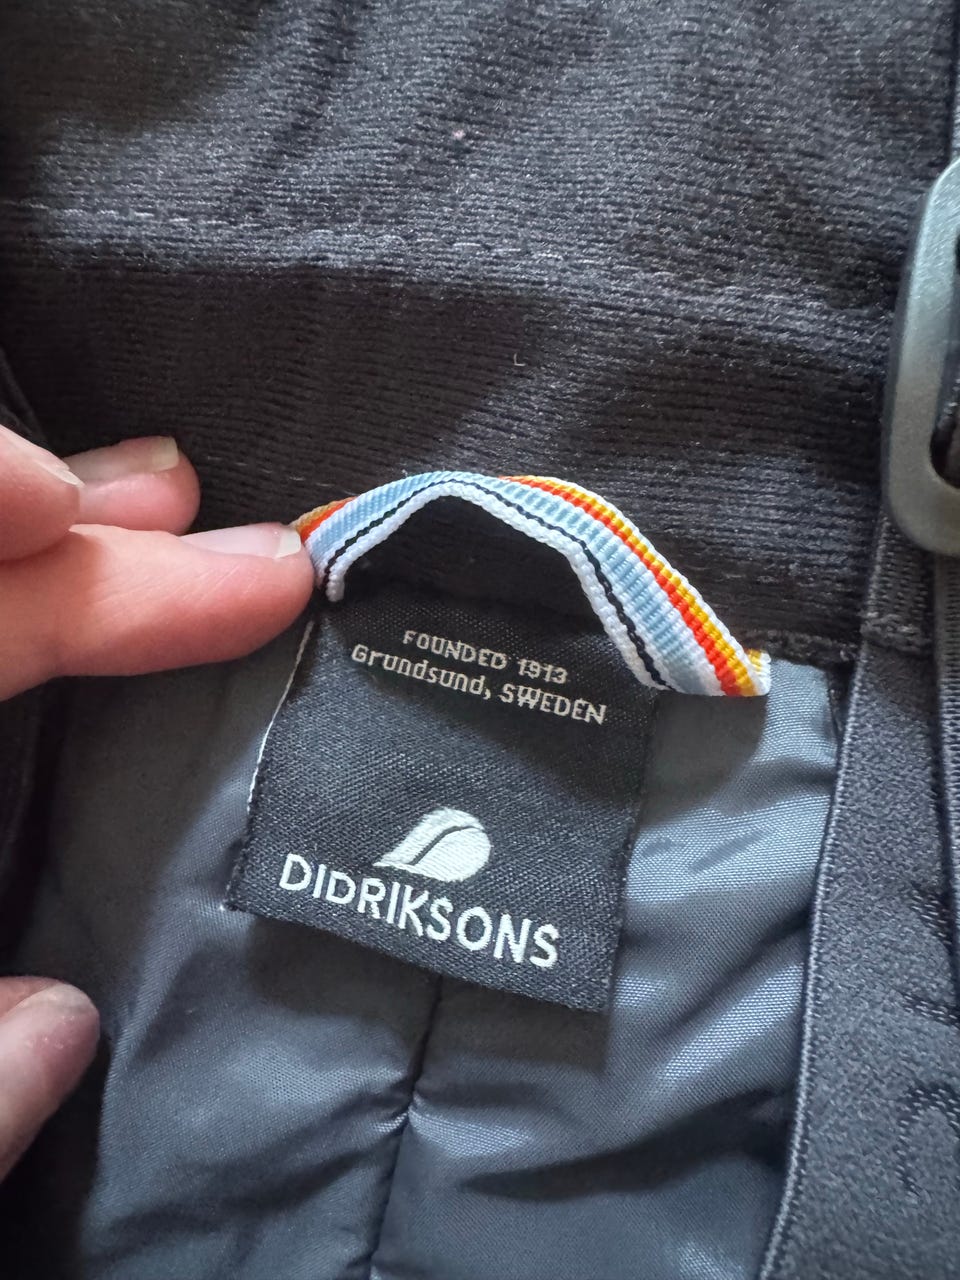 FOUNDED 1913
Grundsund, SWEDEN
DIDRIKSONS